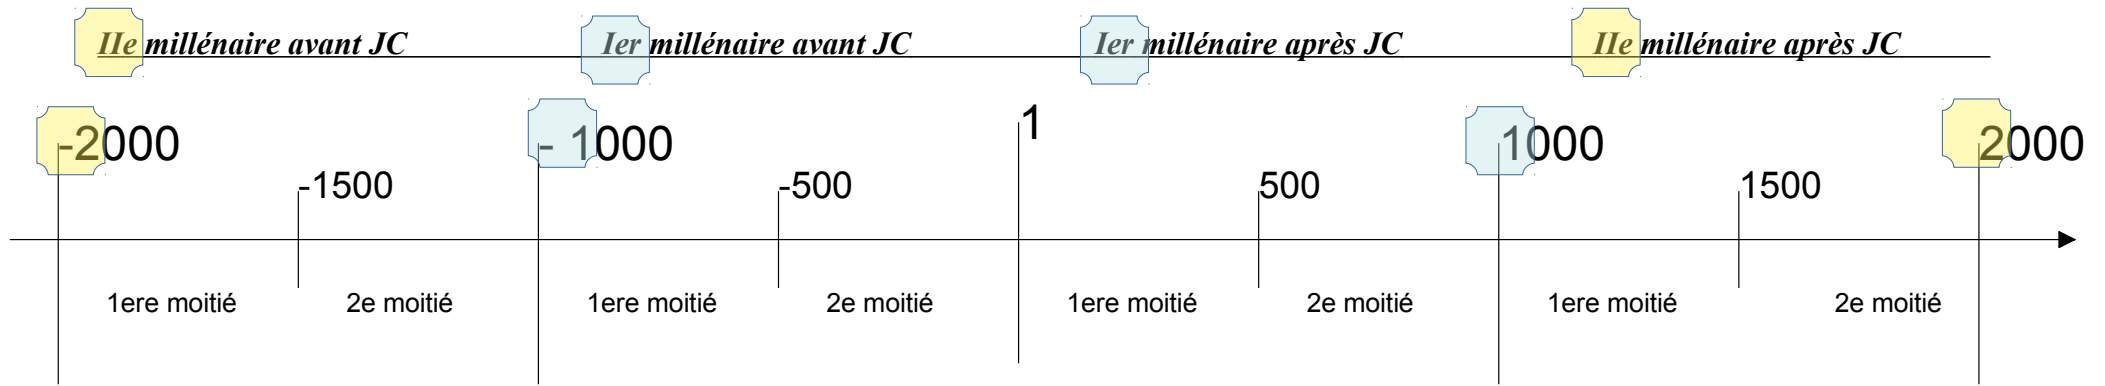 IIe millénaire avant JC Ier millénaire avant JC Ier millénaire après JC IIe millénaire après JC
-2000 - 1000 1 1000 2000
-1500 -500 500 1500
1ere moitié 2e moitié 1ere moitié 2e moitié 1ere moitié 2e moitié 1ere moitié 2e moitié